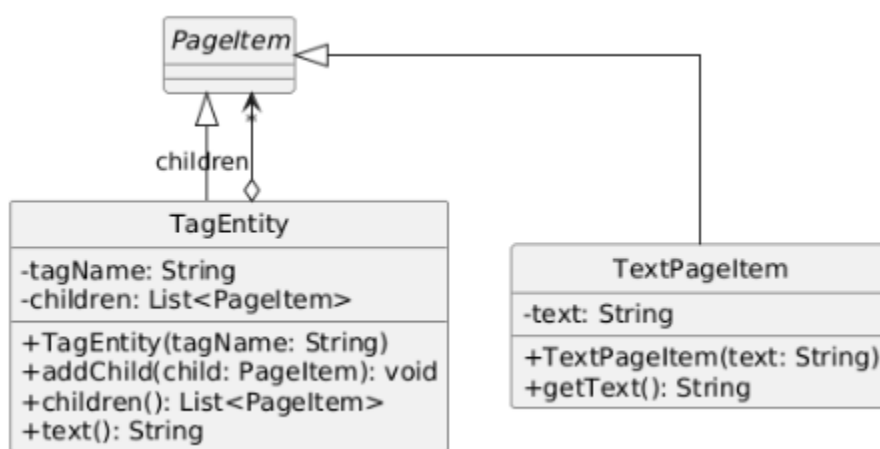 PageItem
*
children
TagEntity
-tagName: String
-children: List<PageItem>
+TagEntity(tagName: String)
+addChild(child: PageItem): void
+children(): List<PageItem>
+text(): String
TextPageItem
-text: String
+TextPageItem(text: String)
+getText(): String